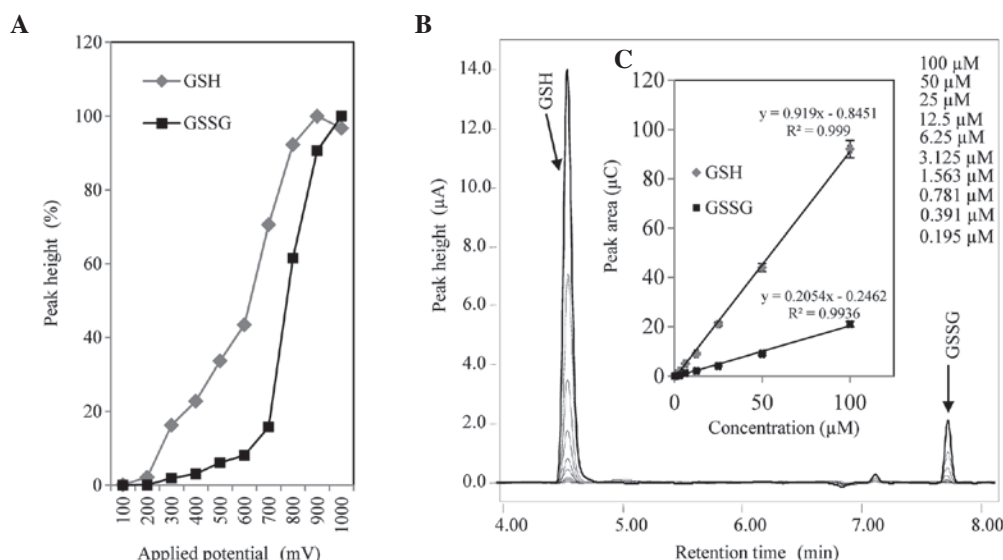 A
120
100
80
60
40
20
0
Peak height (%)
GSH
GSSG
100
200
300
400
500
600
700
800
900
1000
Applied potential (mV)
B
14.0
12.0
10.0
8.0
6.0
4.0
2.0
0.0
Peak height (µA)
GSH
GSSG
4.00
5.00
6.00
7.00
8.00
Retention time (min)
100 µM
50 µM
25 µM
12.5 µM
6.25 µM
3.125 µM
1.563 µM
0.781 µM
0.391 µM
0.195 µM
C
120
100
80
60
40
20
0
Peak area (µC)
y = 0.919x - 0.8451
R² = 0.999
GSH
GSSG
y = 0.2054x - 0.2462
R² = 0.9936
0
50
100
Concentration (µM)